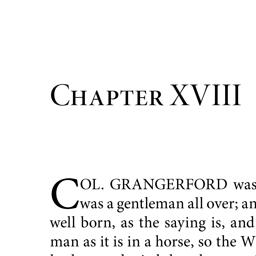 CHAPTER XVIII
COL. GRANGERFORD was
was a gentleman all over; an
well born, as the saying is, and
man as it is in a horse, so the W